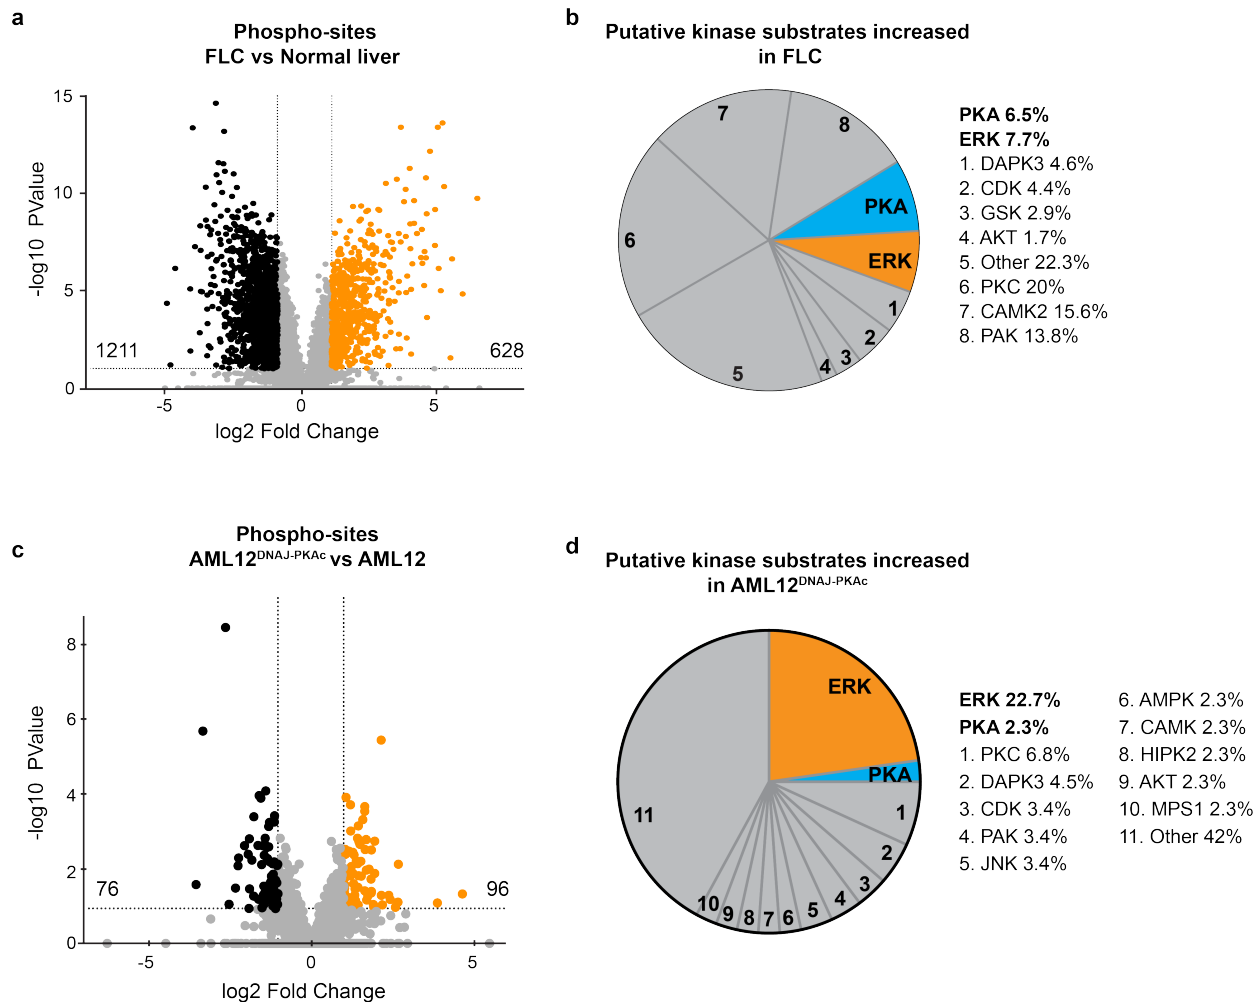 a
Phospho-sites
FLC vs Normal liver
15
10
5
0
-log10 PValue
1211
628
-5
0
5
log2 Fold Change
b
Putative kinase substrates increased
in FLC
7
8
PKA
ERK
6
1
2
3
4
5
PKA 6.5%
ERK 7.7%
1. DAPK3 4.6%
2. CDK 4.4%
3. GSK 2.9%
4. AKT 1.7%
5. Other 22.3%
6. PKC 20%
7. CAMK2 15.6%
8. PAK 13.8%
c
Phospho-sites
AML12DNAJ-PKAc vs AML12
8
6
4
2
0
-log10 PValue
76
96
-5
0
5
log2 Fold Change
d
Putative kinase substrates increased
in AML12DNAJ-PKAc
ERK
PKA
11
1
2
3
4
5
6
7
8
9
10
ERK 22.7%
PKA 2.3%
1. PKC 6.8%
2. DAPK3 4.5%
3. CDK 3.4%
4. PAK 3.4%
5. JNK 3.4%
6. AMPK 2.3%
7. CAMK 2.3%
8. HIPK2 2.3%
9. AKT 2.3%
10. MPS1 2.3%
11. Other 42%